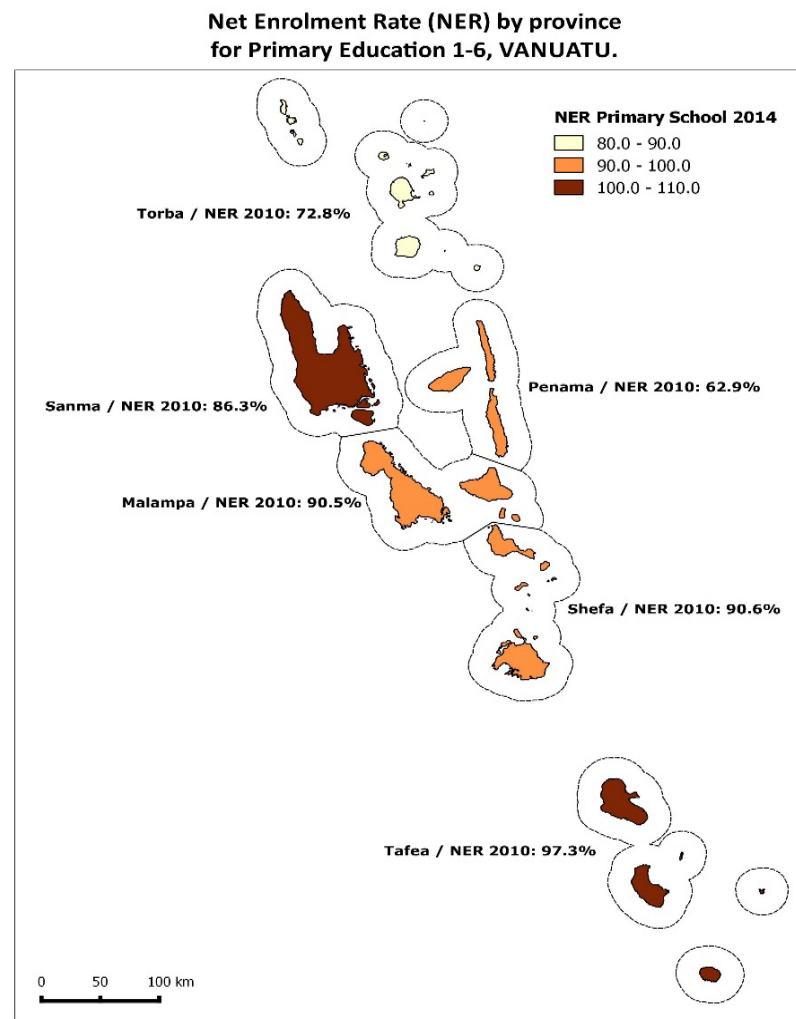 Net Enrolment Rate (NER) by province
for Primary Education 1-6, VANUATU.
NER Primary School 2014
80.0 - 90.0
90.0 - 100.0
100.0 - 110.0
Torba / NER 2010: 72.8%
Penama / NER 2010: 62.9%
Sanma / NER 2010: 86.3%
Malampa / NER 2010: 90.5%
Shefa / NER 2010: 90.6%
Tafea / NER 2010: 97.3%
0 50 100 km